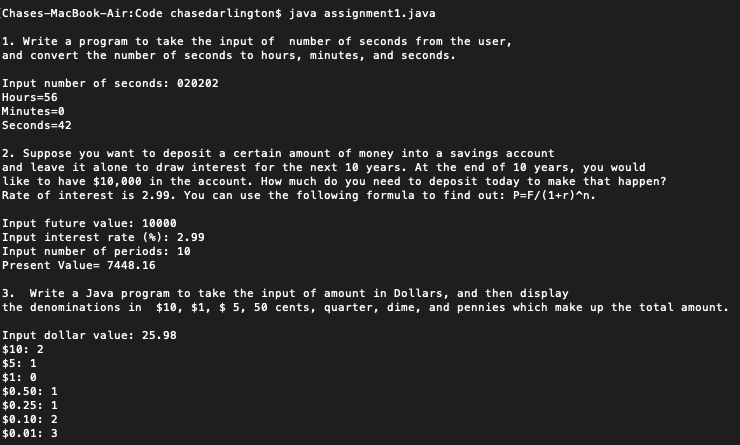 Chases-MacBook-Air:Code chasedarlington$ java assignment1.java
1. Write a program to take the input of  number of seconds from the user,
and convert the number of seconds to hours, minutes, and seconds.
Input number of seconds: 020202
Hours=56
Minutes=0
Seconds=42
2. Suppose you want to deposit a certain amount of money into a savings account
and leave it alone to draw interest for the next 10 years. At the end of 10 years, you would
like to have $10,000 in the account. How much do you need to deposit today to make that happen?
Rate of interest is 2.99. You can use the following formula to find out: P=F/(1+r)^n.
Input future value: 10000
Input interest rate (%): 2.99
Input number of periods: 10
Present Value= 7448.16
3.  Write a Java program to take the input of amount in Dollars, and then display
the denominations in  $10, $1, $ 5, 50 cents, quarter, dime, and pennies which make up the total amount.
Input dollar value: 25.98
$10: 2
$5: 1
$1: 0
$0.50: 1
$0.25: 1
$0.10: 2
$0.01: 3